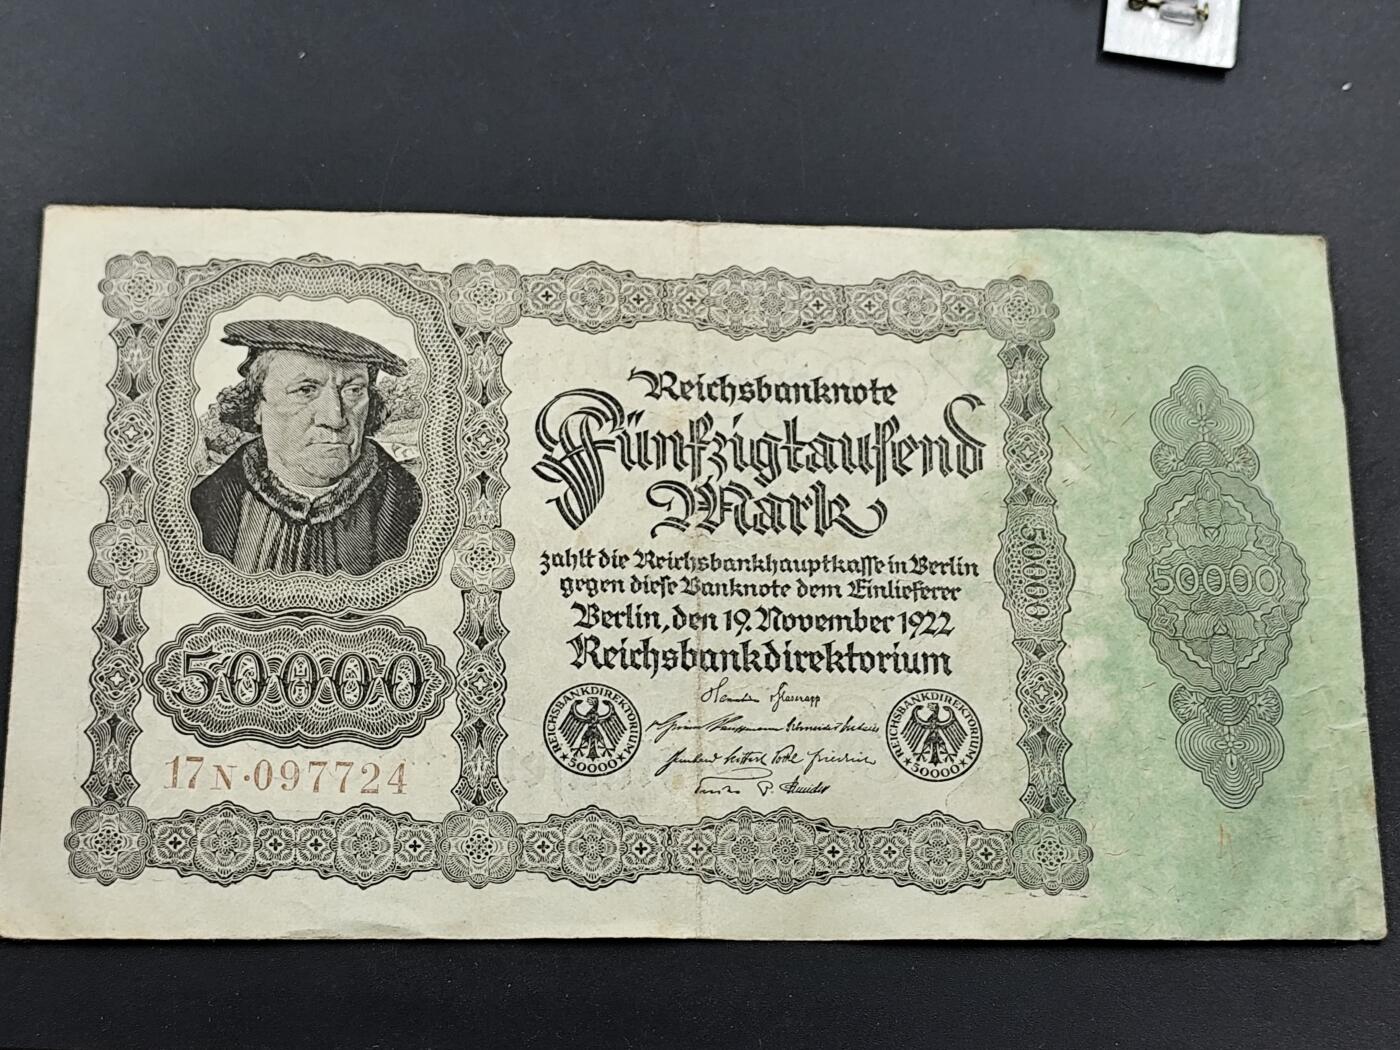 Reichsbanknote
Fünfzigtausend
Mark
zahlt die Reichsbankhauptkasse in Berlin
gegen diese Banknote dem Einlieferer
Berlin, den 19. November 1922
Reichsbankdirektorium
50000
17N·097724
REICHSBANKDIREKTORIUM
50000
REICHSBANKDIREKTORIUM
50000
50000
50000